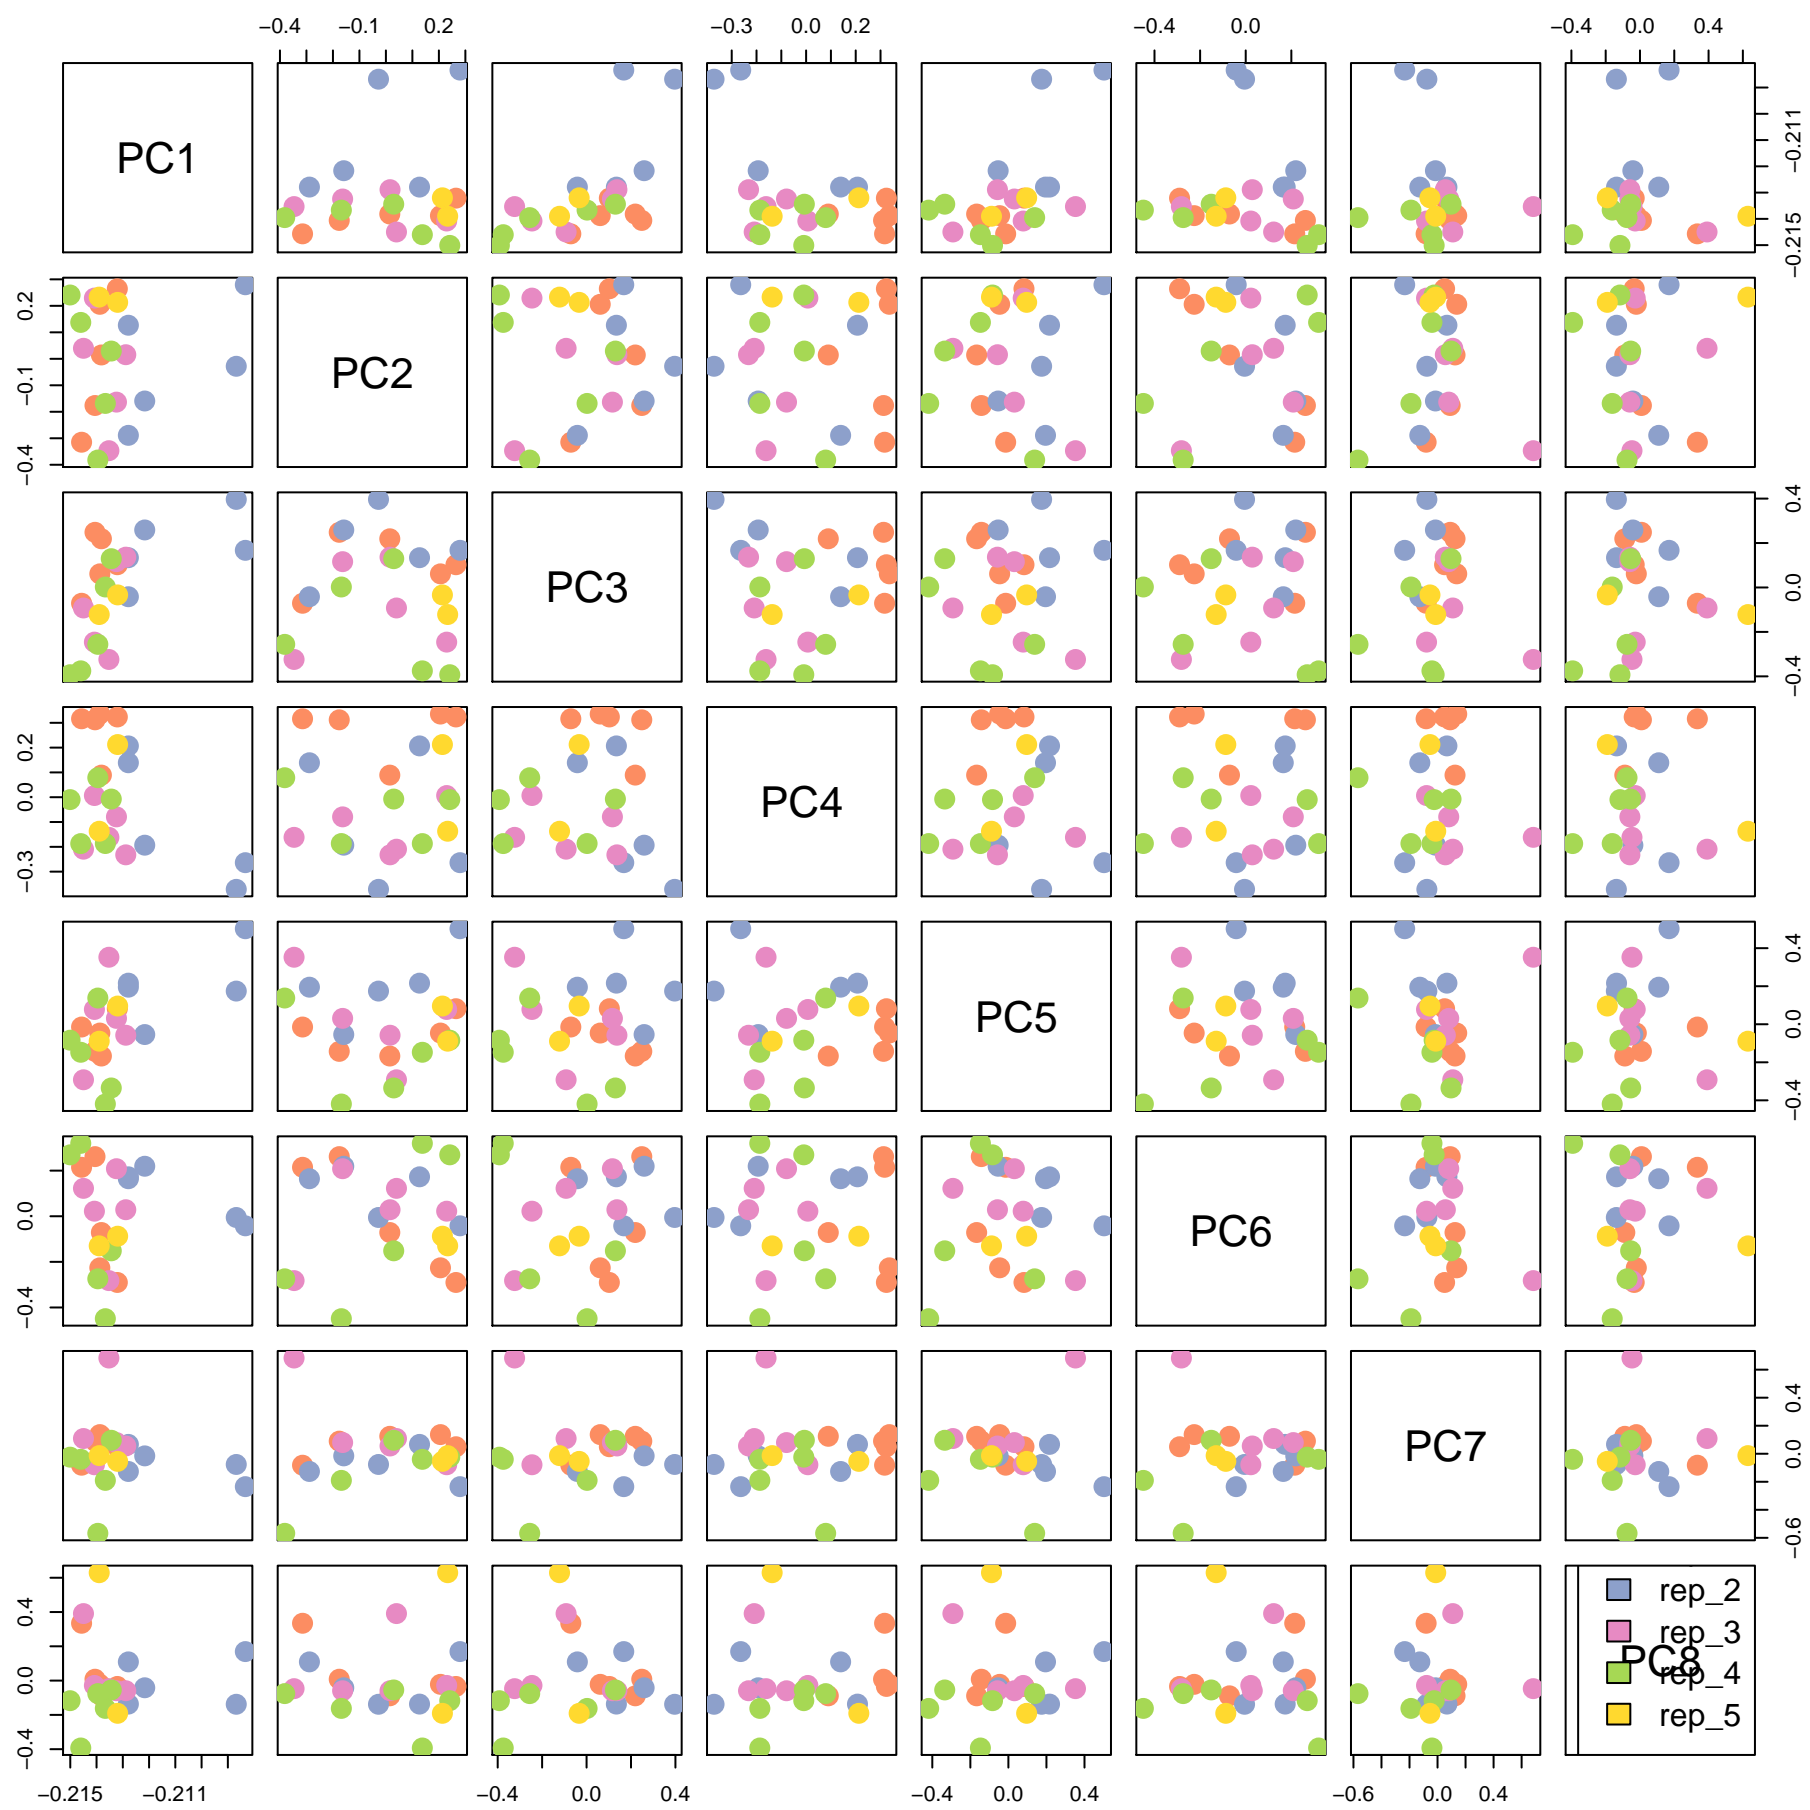 −0.4 −0.1 0.2 −0.3 0.0 0.2 −0.4 0.0 −0.4 0.0 0.4
PC1
−0.215 −0.211
PC2
−0.4 −0.1 0.2
PC3
−0.4 0.0 0.4
PC4
−0.3 0.0 0.2
PC5
−0.4 0.0 0.4
PC6
−0.4 0.0
PC7
−0.6 0.0 0.4
−0.4 0.0 0.4
rep_2
rep_3
PC8
rep_4
rep_5
−0.215 −0.211 −0.4 0.0 0.4 −0.4 0.0 0.4 −0.6 0.0 0.4